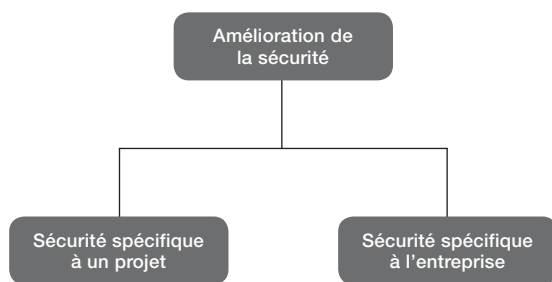 Amélioration de
la sécurité
Sécurité spécifique
à un projet
Sécurité spécifique
à l'entreprise